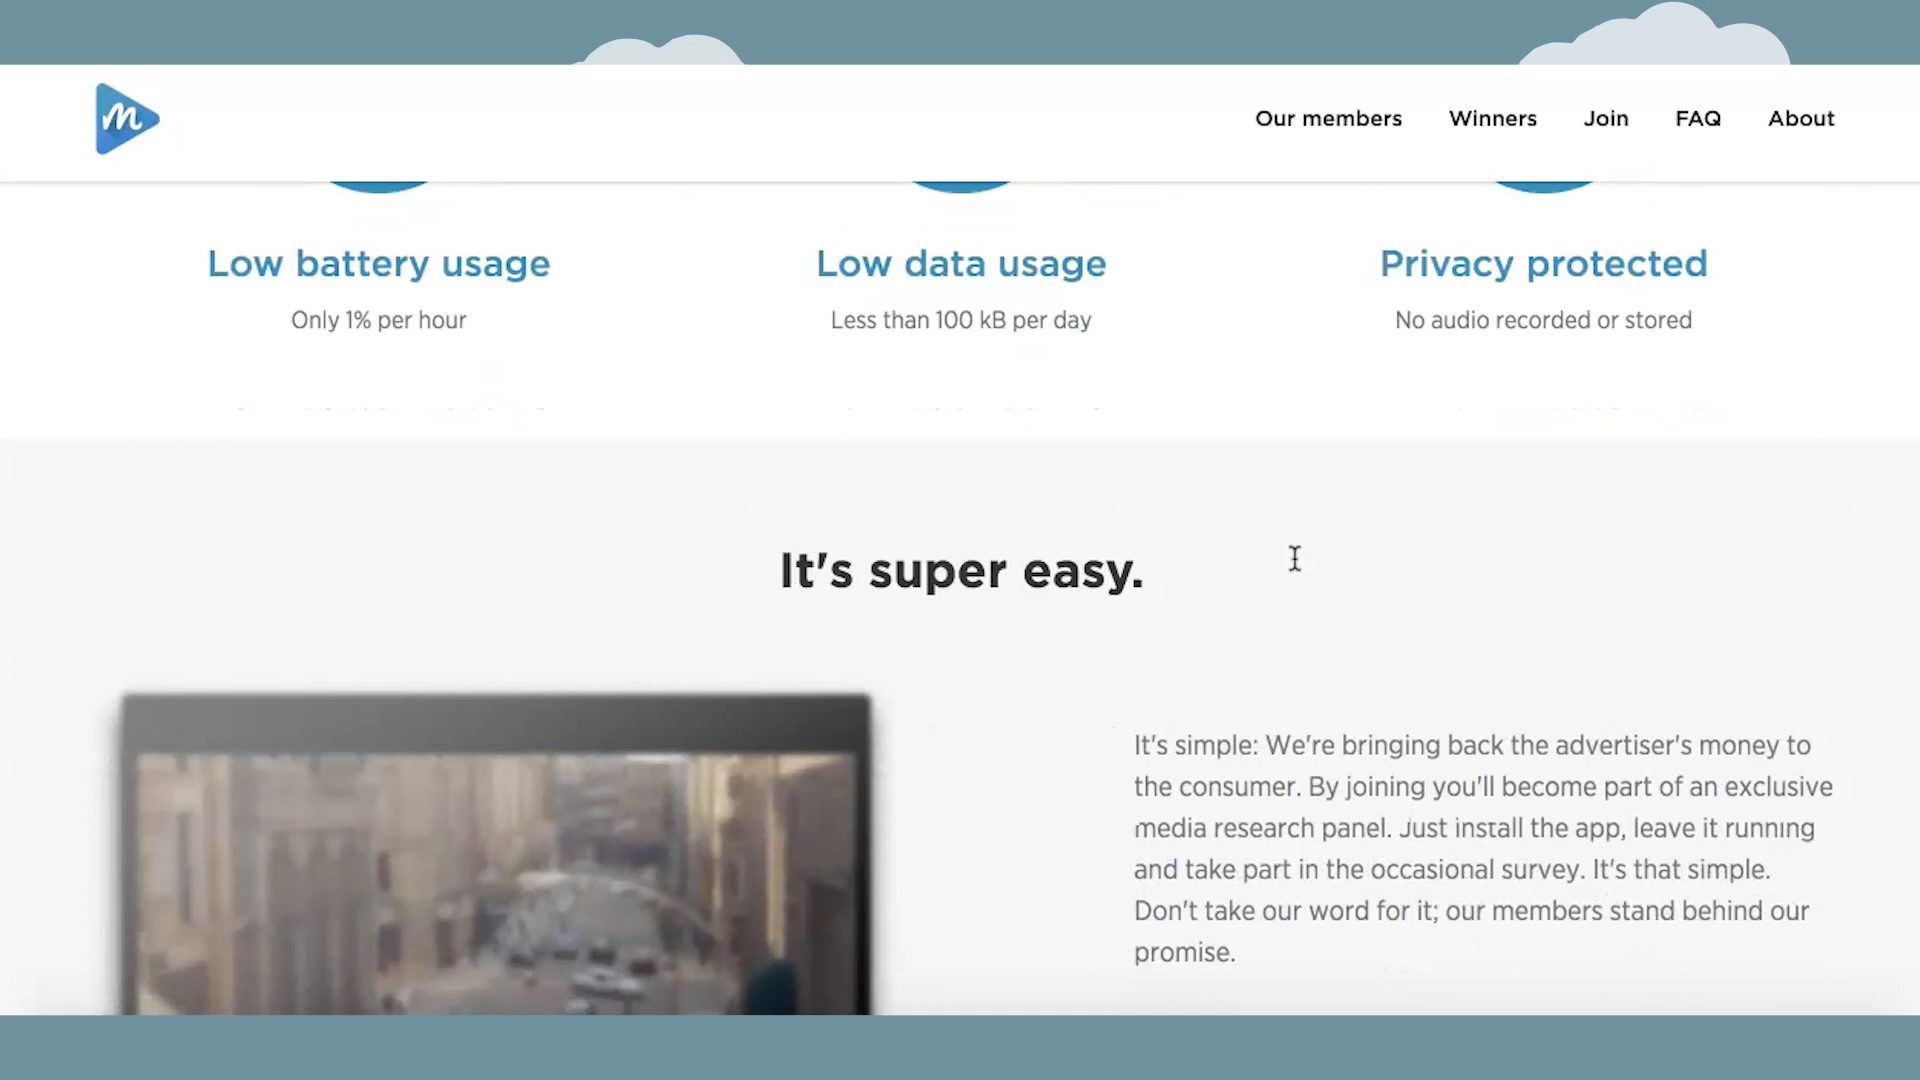 m
Our members Winners Join FAQ About
Low battery usage Low data usage Privacy protected
Only 1% per hour Less than 100 kB per day No audio recorded or stored
It's super easy.
It's simple: We're bringing back the advertiser's money to
the consumer. By joining you'll become part of an exclusive
media research panel. Just install the app, leave it running
and take part in the occasional survey. It's that simple.
Don't take our word for it; our members stand behind our
promise.